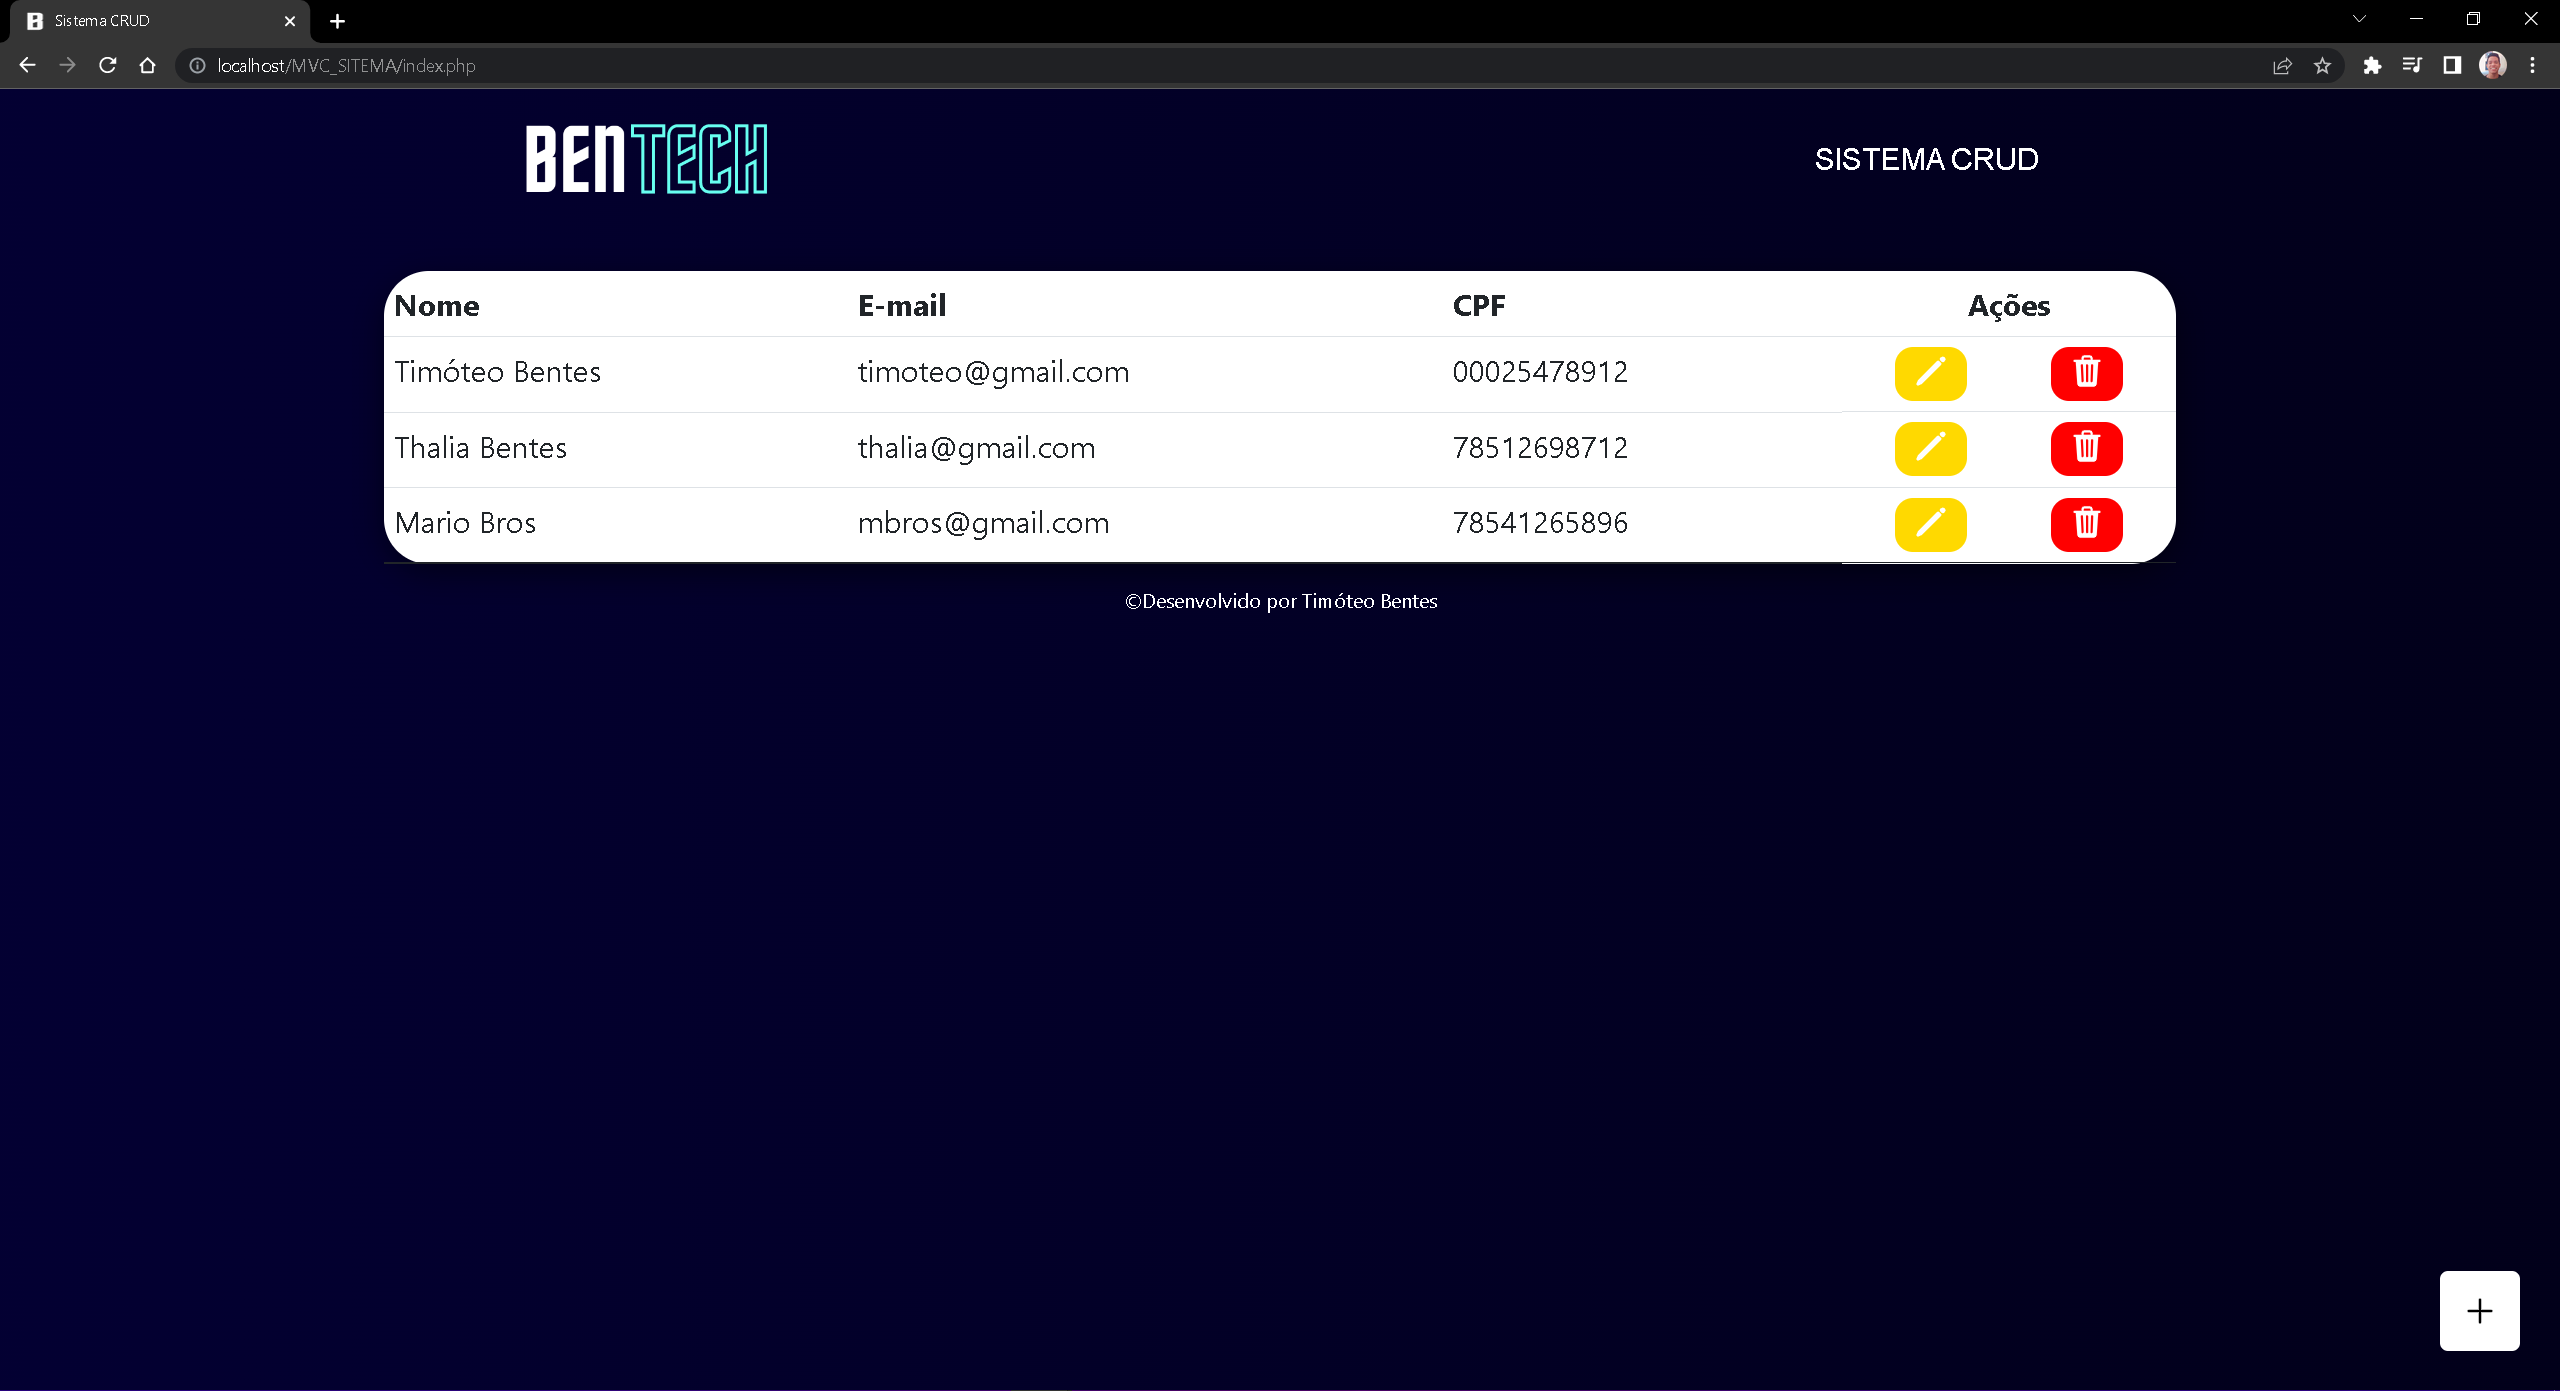 Sistema CRUD
localhost/MVC_SITEMA/index.php
BENTECH
SISTEMA CRUD
Nome E-mail CPF Ações
Timóteo Bentes timoteo@gmail.com 00025478912
Thalia Bentes thalia@gmail.com 78512698712
Mario Bros mbros@gmail.com 78541265896
©Desenvolvido por Timóteo Bentes